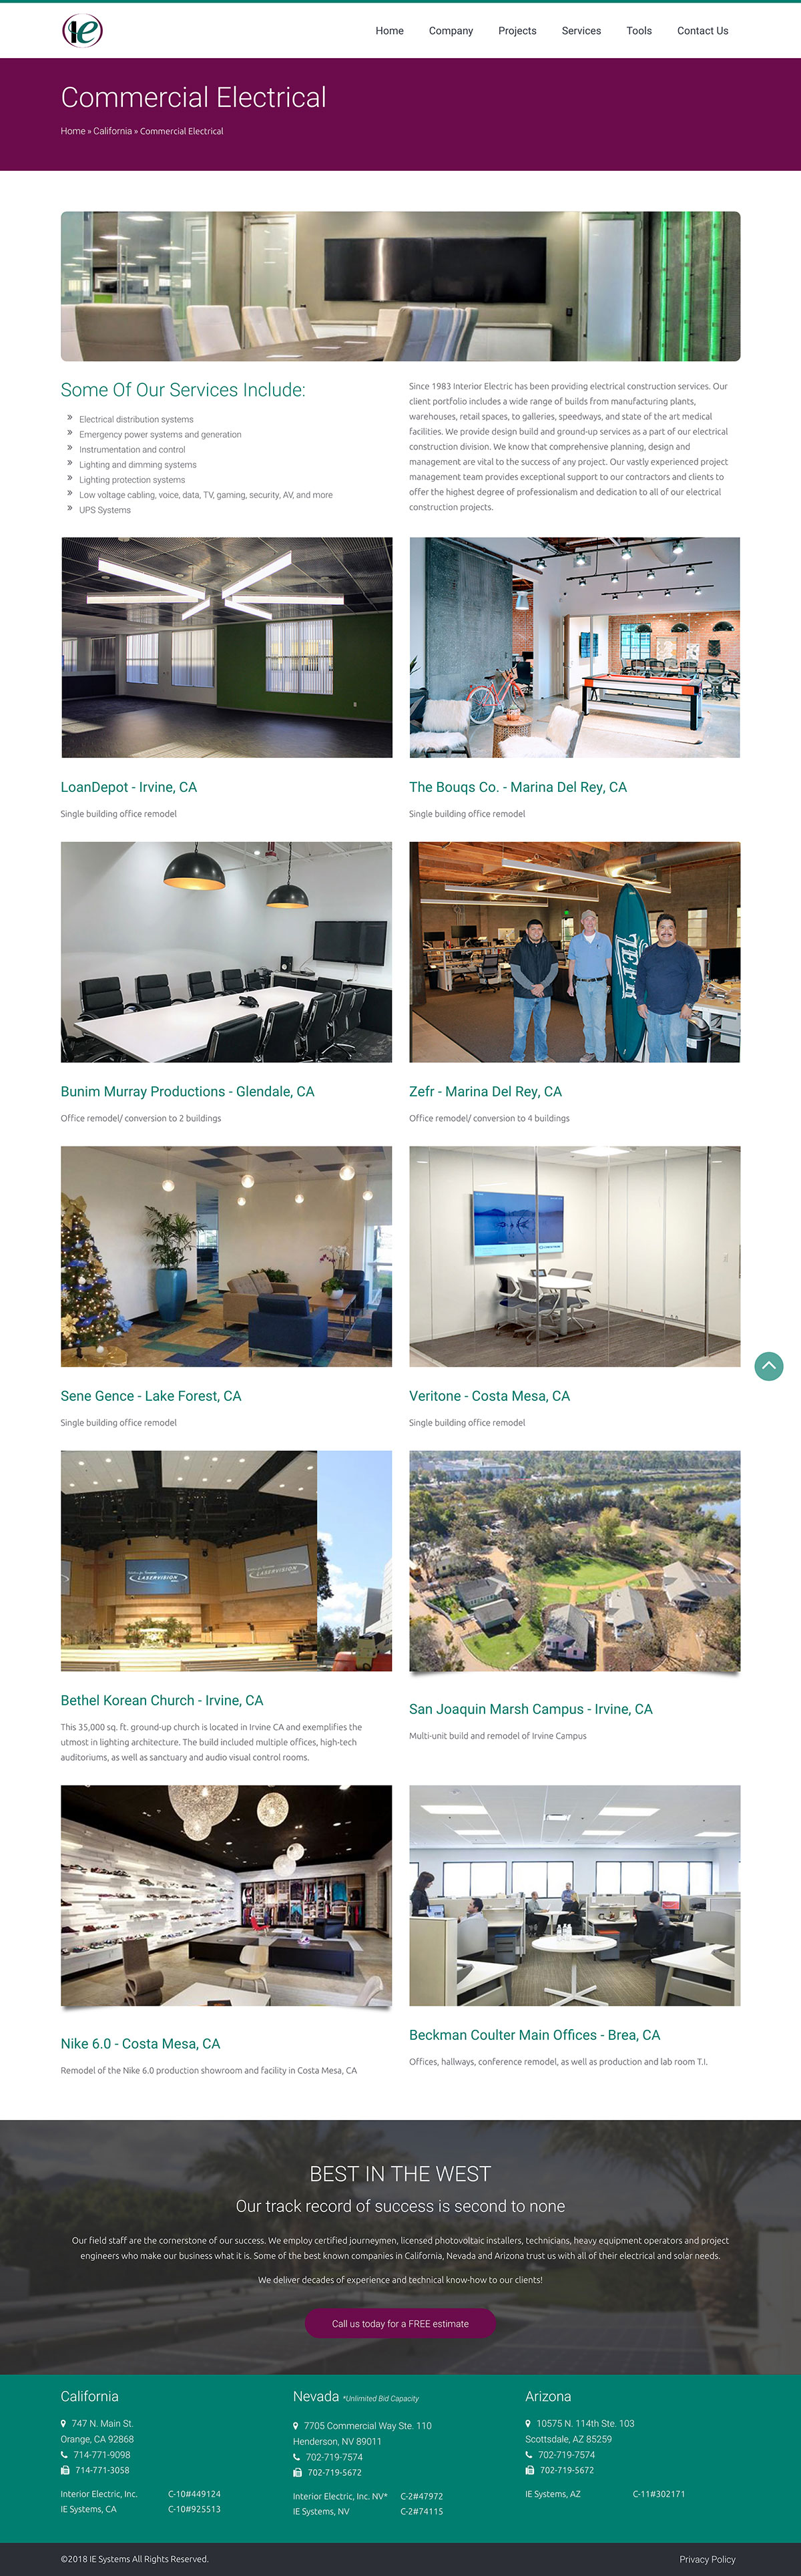 IE
Home Company Projects Services Tools Contact Us
Commercial Electrical
Home » California » Commercial Electrical
Some Of Our Services Include:
» Electrical distribution systems
» Emergency power systems and generation
» Instrumentation and control
» Lighting and dimming systems
» Lighting protection systems
» Low voltage cabling, voice, data, TV, gaming, security, AV, and more
» UPS Systems
Since 1983 Interior Electric has been providing electrical construction services. Our
client portfolio includes a wide range of builds from manufacturing plants,
warehouses, retail spaces, to galleries, speedways, and state of the art medical
facilities. We provide design build and ground-up services as a part of our electrical
construction division. We know that comprehensive planning, design and
management are vital to the success of any project. Our vastly experienced project
management team provides exceptional support to our contractors and clients to
offer the highest degree of professionalism and dedication to all of our electrical
construction projects.
LoanDepot - Irvine, CA
Single building office remodel
The Bouqs Co. - Marina Del Rey, CA
Single building office remodel
Bunim Murray Productions - Glendale, CA
Office remodel/ conversion to 2 buildings
Zefr - Marina Del Rey, CA
Office remodel/ conversion to 4 buildings
Sene Gence - Lake Forest, CA
Single building office remodel
Veritone - Costa Mesa, CA
Single building office remodel
LASERVISION
LASERVISION
Bethel Korean Church - Irvine, CA
This 35,000 sq. ft. ground-up church is located in Irvine CA and exemplifies the
utmost in lighting architecture. The build included multiple offices, high-tech
auditoriums, as well as sanctuary and audio visual control rooms.
San Joaquin Marsh Campus - Irvine, CA
Multi-unit build and remodel of Irvine Campus
Nike 6.0 - Costa Mesa, CA
Remodel of the Nike 6.0 production showroom and facility in Costa Mesa, CA
Beckman Coulter Main Offices - Brea, CA
Offices, hallways, conference remodel, as well as production and lab room T.I.
BEST IN THE WEST
Our track record of success is second to none
Our field staff are the cornerstone of our success. We employ certified journeymen, licensed photovoltaic installers, technicians, heavy equipment operators and project
engineers who make our business what it is. Some of the best known companies in California, Nevada and Arizona trust us with all of their electrical and solar needs.
We deliver decades of experience and technical know-how to our clients!
Call us today for a FREE estimate
California
747 N. Main St.
Orange, CA 92868
714-771-9098
714-771-3058
Interior Electric, Inc. C-10#449124
IE Systems, CA C-10#925513
Nevada *Unlimited Bid Capacity
7705 Commercial Way Ste. 110
Henderson, NV 89011
702-719-7574
702-719-5672
Interior Electric, Inc. NV* C-2#47972
IE Systems, NV C-2#74115
Arizona
10575 N. 114th Ste. 103
Scottsdale, AZ 85259
702-719-7574
702-719-5672
IE Systems, AZ C-11#302171
©2018 IE Systems All Rights Reserved.
Privacy Policy